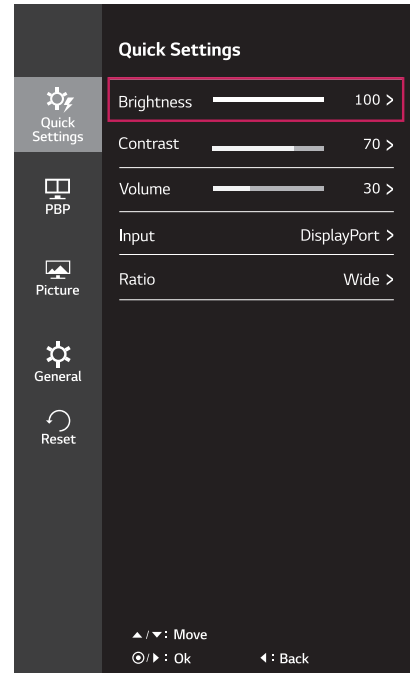 Quick Settings
Quick
Settings
PBP
Picture
General
Reset
Brightness 100 >
Contrast 70 >
Volume 30 >
Input DisplayPort >
Ratio Wide >
▲/▼: Move
◉/▶ : Ok ◀ : Back